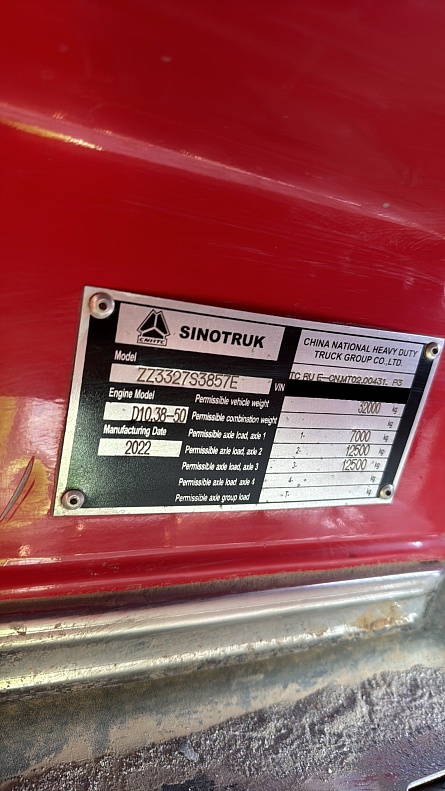 CNHTC
SINOTRUK
CHINA NATIONAL HEAVY DUTY
TRUCK GROUP CO.,LTD.
Model
ZZ3327S3857E
TC RU E-CN.MT02.00431. P3
VIN
Engine Model
D10.38-50
Manufacturing Date
2022
Permissible vehicle weight 32000 kg
Permissible combination weight kg
Permissible axle load, axle 1 1- 7000 kg
Permissible axle load, axle 2 2- 12500 kg
Permissible axle load, axle 3 3- 12500 kg
Permissible axle load axle 4 4- kg
Permissible axle group load -T- kg